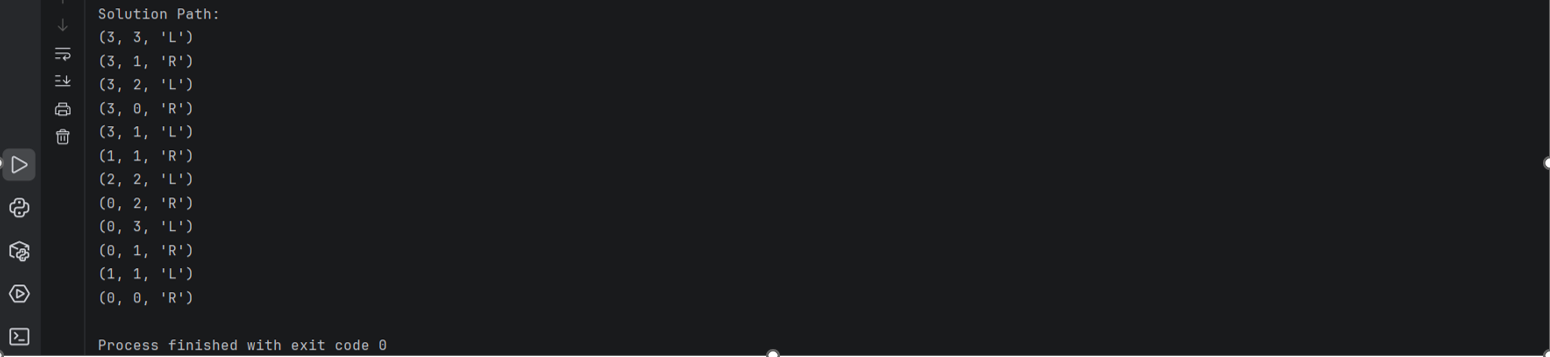 Solution Path:
(3, 3, 'L')
(3, 1, 'R')
(3, 2, 'L')
(3, 0, 'R')
(3, 1, 'L')
(1, 1, 'R')
(2, 2, 'L')
(0, 2, 'R')
(0, 3, 'L')
(0, 1, 'R')
(1, 1, 'L')
(0, 0, 'R')
Process finished with exit code 0